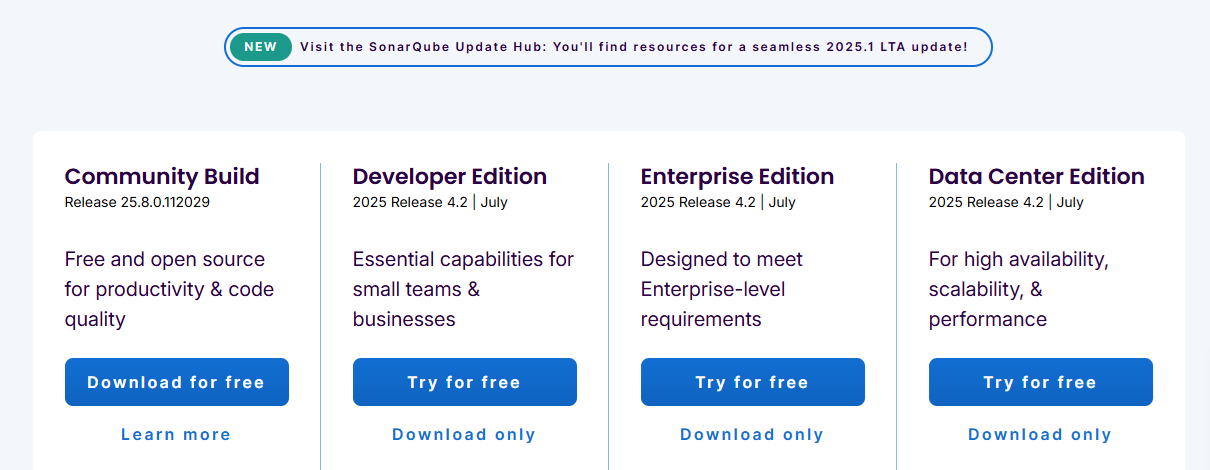 NEW Visit the SonarQube Update Hub: You'll find resources for a seamless 2025.1 LTA update!
Community Build
Release 25.8.0.112029
Free and open source
for productivity & code
quality
Download for free
Learn more
Developer Edition
2025 Release 4.2 | July
Essential capabilities for
small teams &
businesses
Try for free
Download only
Enterprise Edition
2025 Release 4.2 | July
Designed to meet
Enterprise-level
requirements
Try for free
Download only
Data Center Edition
2025 Release 4.2 | July
For high availability,
scalability, &
performance
Try for free
Download only